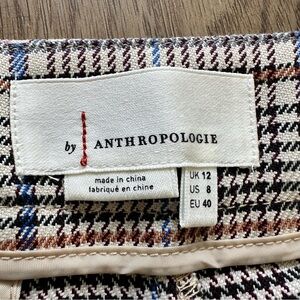 by ANTHROPOLOGIE
made in china
fabriqué en chine
UK 12
US 8
EU 40